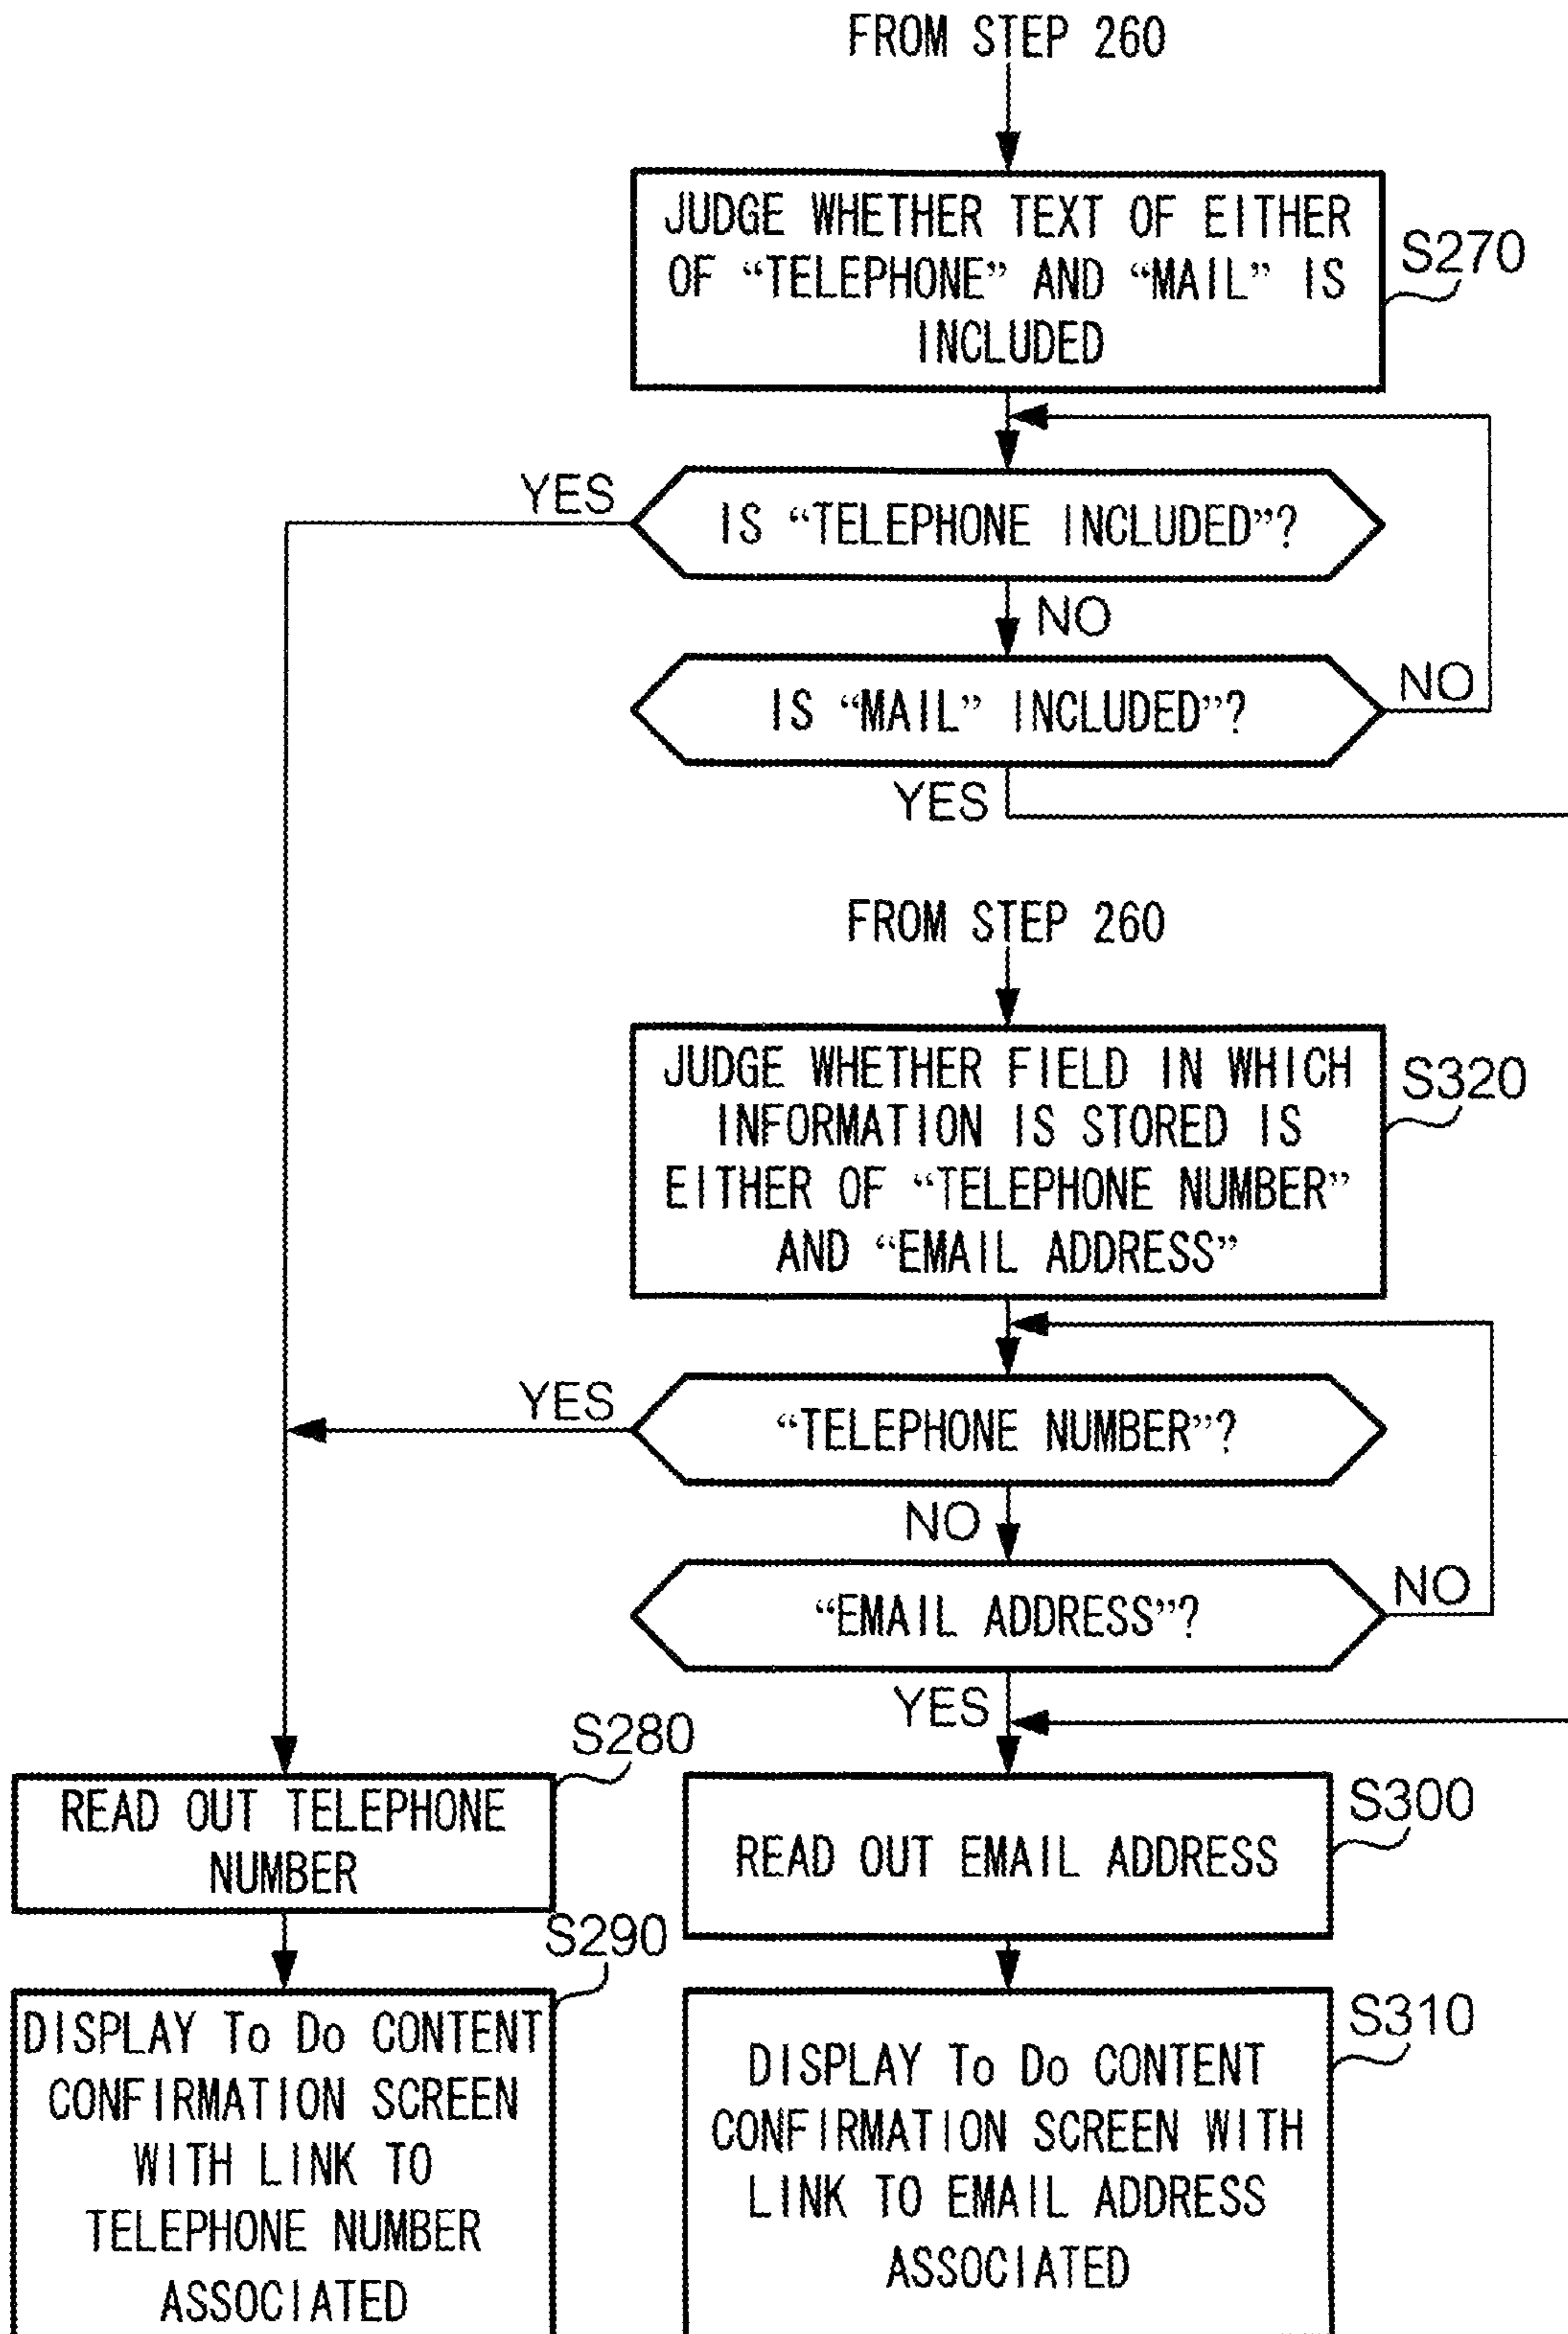 FROM STEP 260
JUDGE WHETHER TEXT OF EITHER
OF “TELEPHONE” AND “MAIL” IS
INCLUDED
S270
YES
IS “TELEPHONE INCLUDED”?
NO
IS “MAIL” INCLUDED”?
NO
YES
FROM STEP 260
JUDGE WHETHER FIELD IN WHICH
INFORMATION IS STORED IS
EITHER OF “TELEPHONE NUMBER”
AND “EMAIL ADDRESS”
S320
YES
“TELEPHONE NUMBER”?
NO
“EMAIL ADDRESS”?
NO
YES
S280
READ OUT TELEPHONE
NUMBER
S300
READ OUT EMAIL ADDRESS
S290
DISPLAY To Do CONTENT
CONFIRMATION SCREEN
WITH LINK TO
TELEPHONE NUMBER
ASSOCIATED
S310
DISPLAY To Do CONTENT
CONFIRMATION SCREEN WITH
LINK TO EMAIL ADDRESS
ASSOCIATED